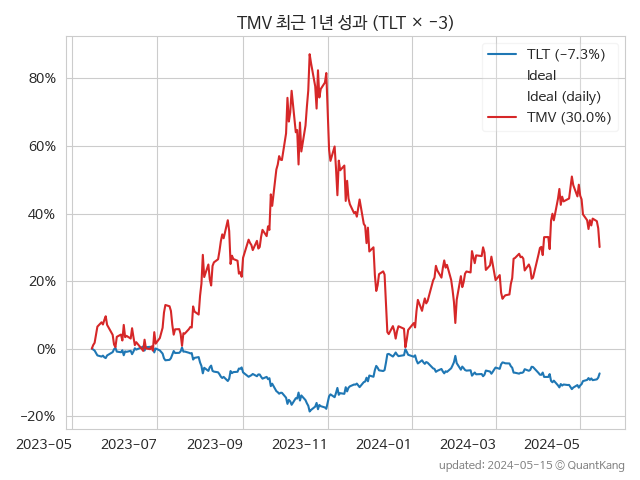 TMV 최근 1년 성과 (TLT × −3)
TLT (−7.3%)
Ideal
Ideal (daily)
TMV (30.0%)
80%
60%
40%
20%
0%
−20%
2023-05
2023-07
2023-09
2023-11
2024-01
2024-03
2024-05
updated: 2024-05-15 © QuantKang